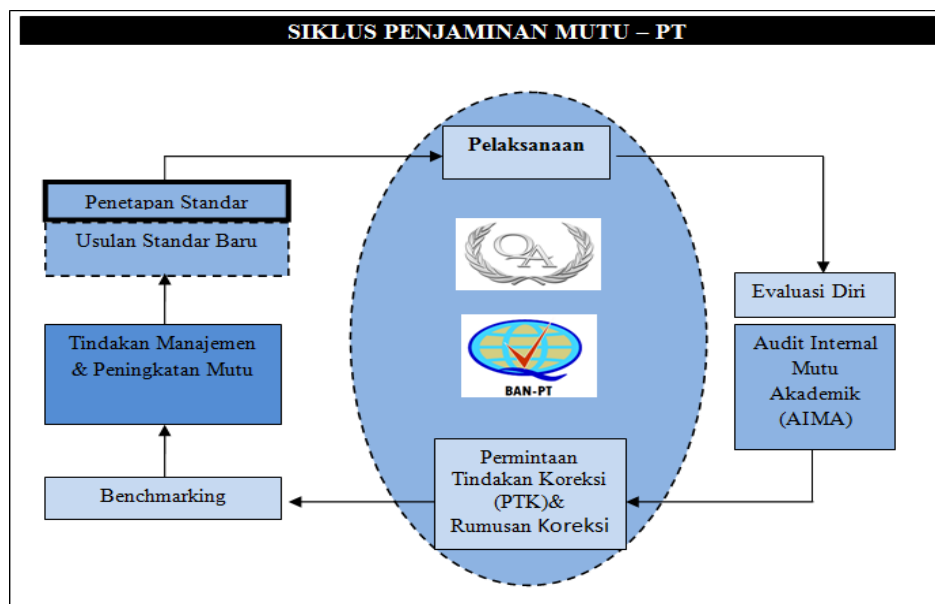 SIKLUS PENJAMINAN MUTU – PT
Pelaksanaan
Penetapan Standar
Usulan Standar Baru
QA
Evaluasi Diri
Tindakan Manajemen
& Peningkatan Mutu
BAN-PT
Audit Internal
Mutu
Akademik
(AIMA)
Permintaan
Tindakan Koreksi
(PTK)&
Rumusan Koreksi
Benchmarking